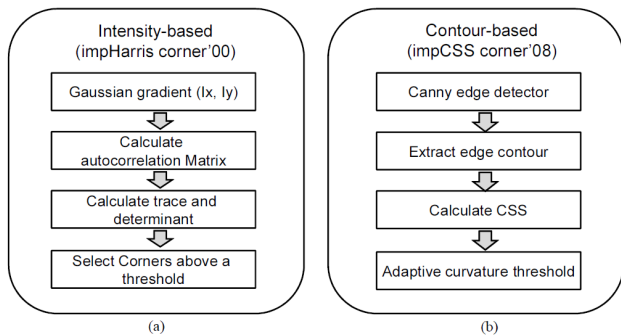 Intensity-based
(impHarris corner'00)
Gaussian gradient (Ix, Iy)
Calculate
autocorrelation Matrix
Calculate trace and
determinant
Select Corners above a
threshold
(a)
Contour-based
(impCSS corner'08)
Canny edge detector
Extract edge contour
Calculate CSS
Adaptive curvature threshold
(b)